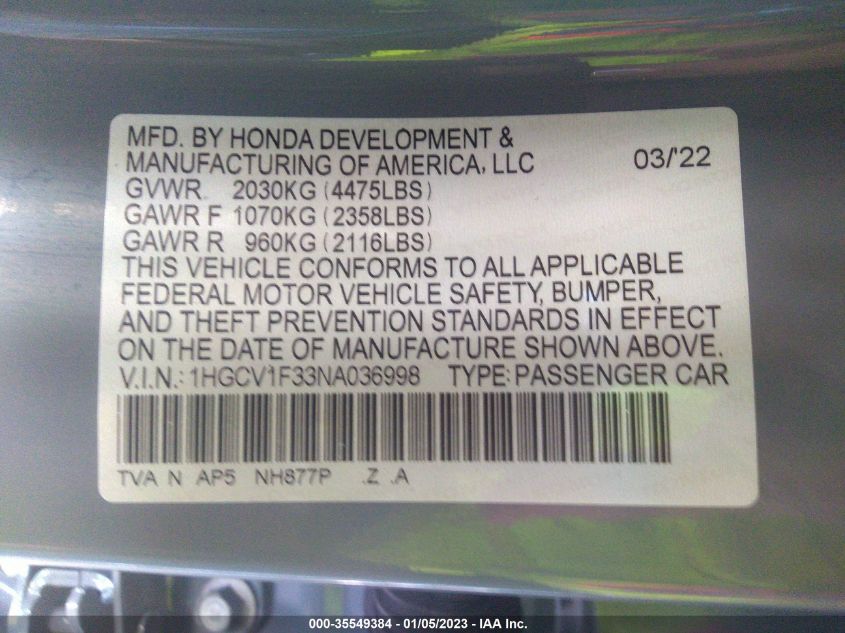 MFD. BY HONDA DEVELOPMENT &
MANUFACTURING OF AMERICA, LLC 03/'22
GVWR 2030KG (4475LBS)
GAWR F 1070KG (2358LBS)
GAWR R 960KG (2116LBS)
THIS VEHICLE CONFORMS TO ALL APPLICABLE
FEDERAL MOTOR VEHICLE SAFETY, BUMPER,
AND THEFT PREVENTION STANDARDS IN EFFECT
ON THE DATE OF MANUFACTURE SHOWN ABOVE.
V.I.N.: 1HGCV1F33NA036998 TYPE: PASSENGER CAR
TVA N AP5 NH877P .Z .A
000-35549384 - 01/05/2023 - IAA Inc.